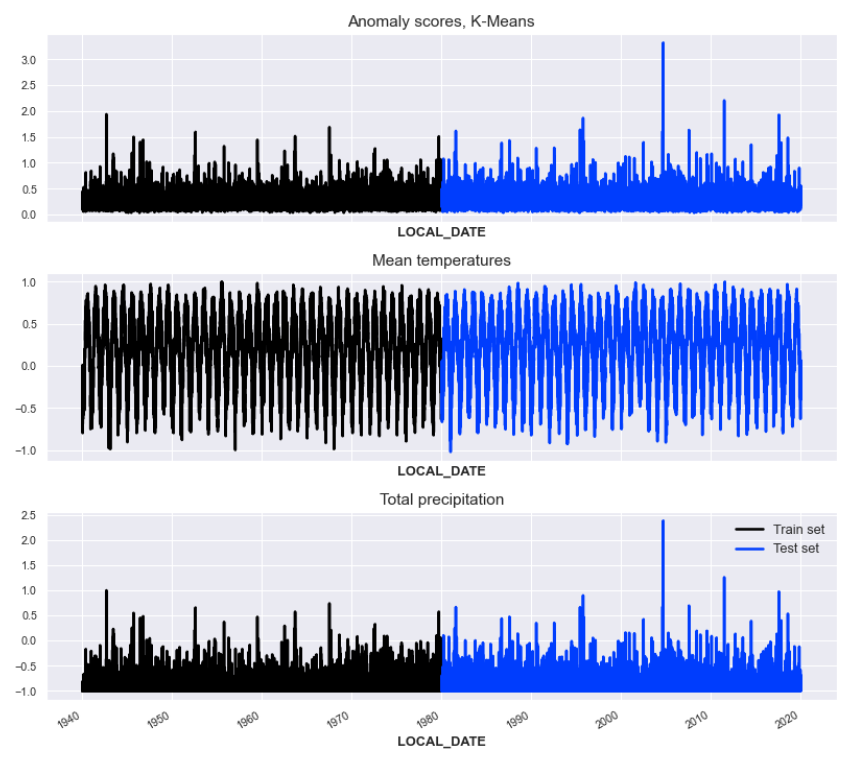 Anomaly scores, K-Means
3.0
2.5
2.0
1.5
1.0
0.5
0.0
LOCAL_DATE
Mean temperatures
1.0
0.5
0.0
−0.5
−1.0
LOCAL_DATE
Total precipitation
2.5
2.0
1.5
1.0
0.5
0.0
−0.5
−1.0
Train set
Test set
1940 1950 1960 1970 1980 1990 2000 2010 2020
LOCAL_DATE